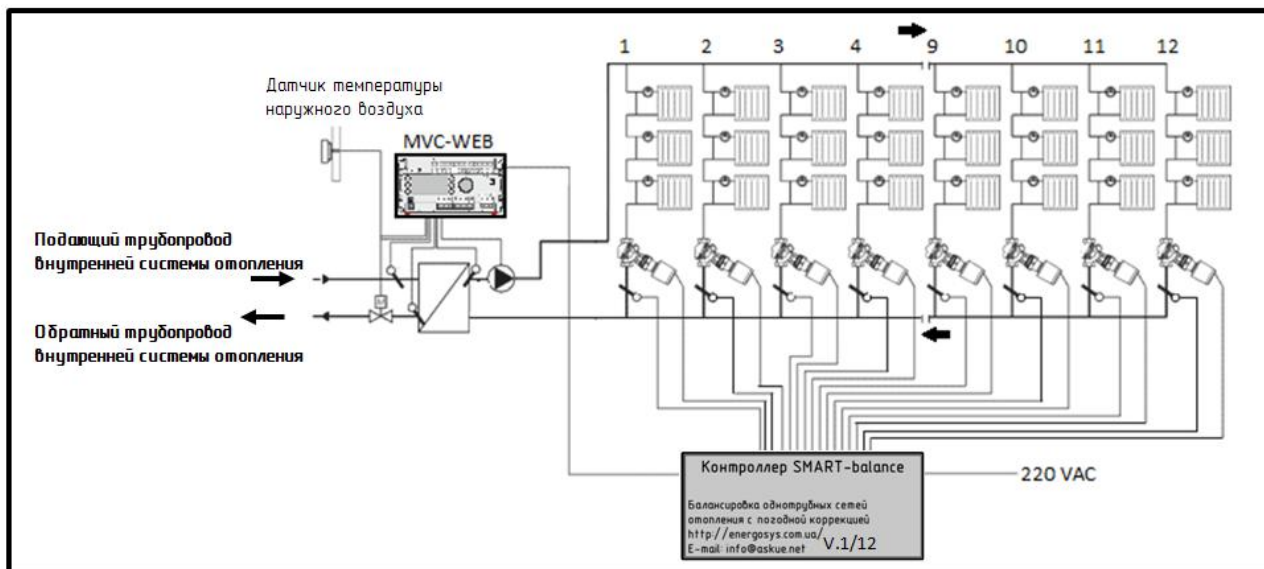 1 2 3 4 9 10 11 12
Датчик температуры
наружного воздуха
MVC-WEB
Подающий трубопровод
внутренней системы отопления
Обратный трубопровод
внутренней системы отопления
Контроллер SMART-balance
220 VAC
Балансировка однотрубных сетей
отопления с погодной коррекцией
http://energosys.com.ua/
E-mail: info@askue.net V.1/12